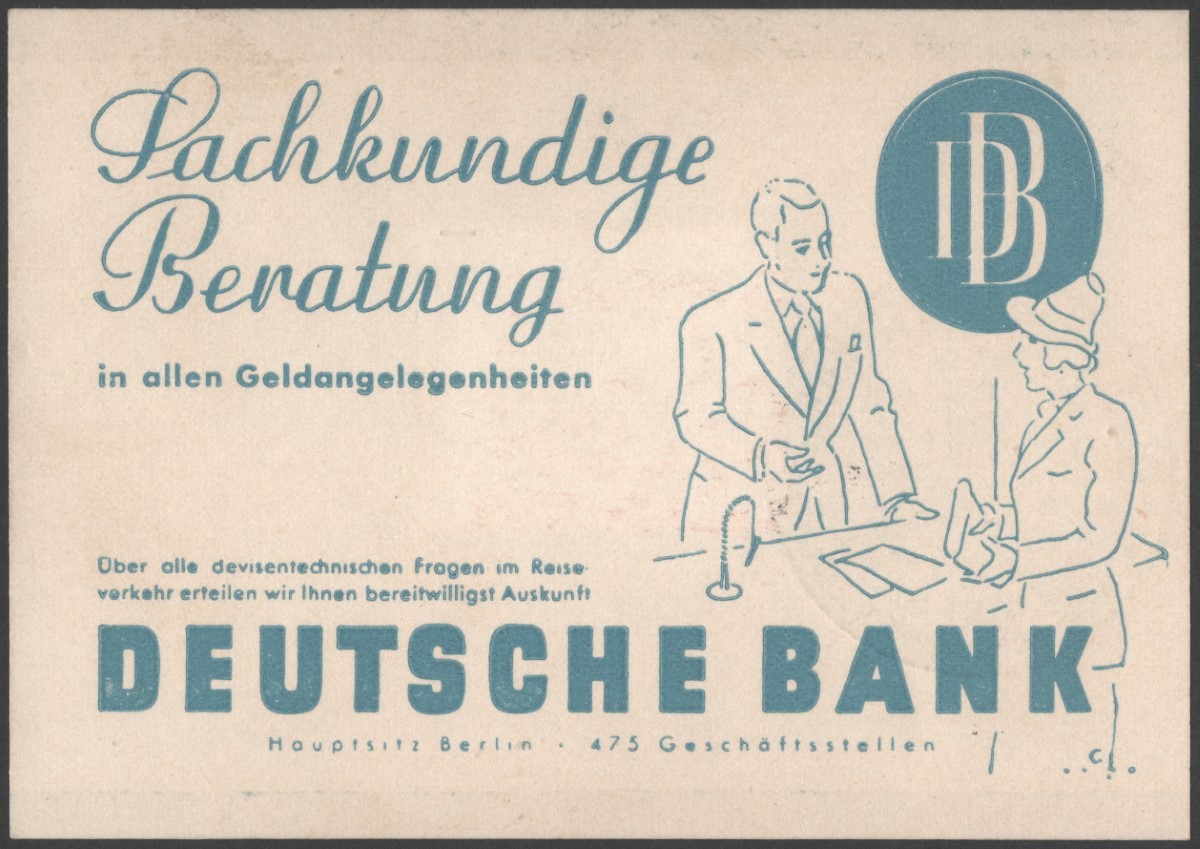 Sachkundige
Beratung
in allen Geldangelegenheiten
DB
Über alle devisentechnischen Fragen im Reise-
verkehr erteilen wir Ihnen bereitwilligst Auskunft
DEUTSCHE BANK
Hauptsitz Berlin · 475 Geschäftsstellen